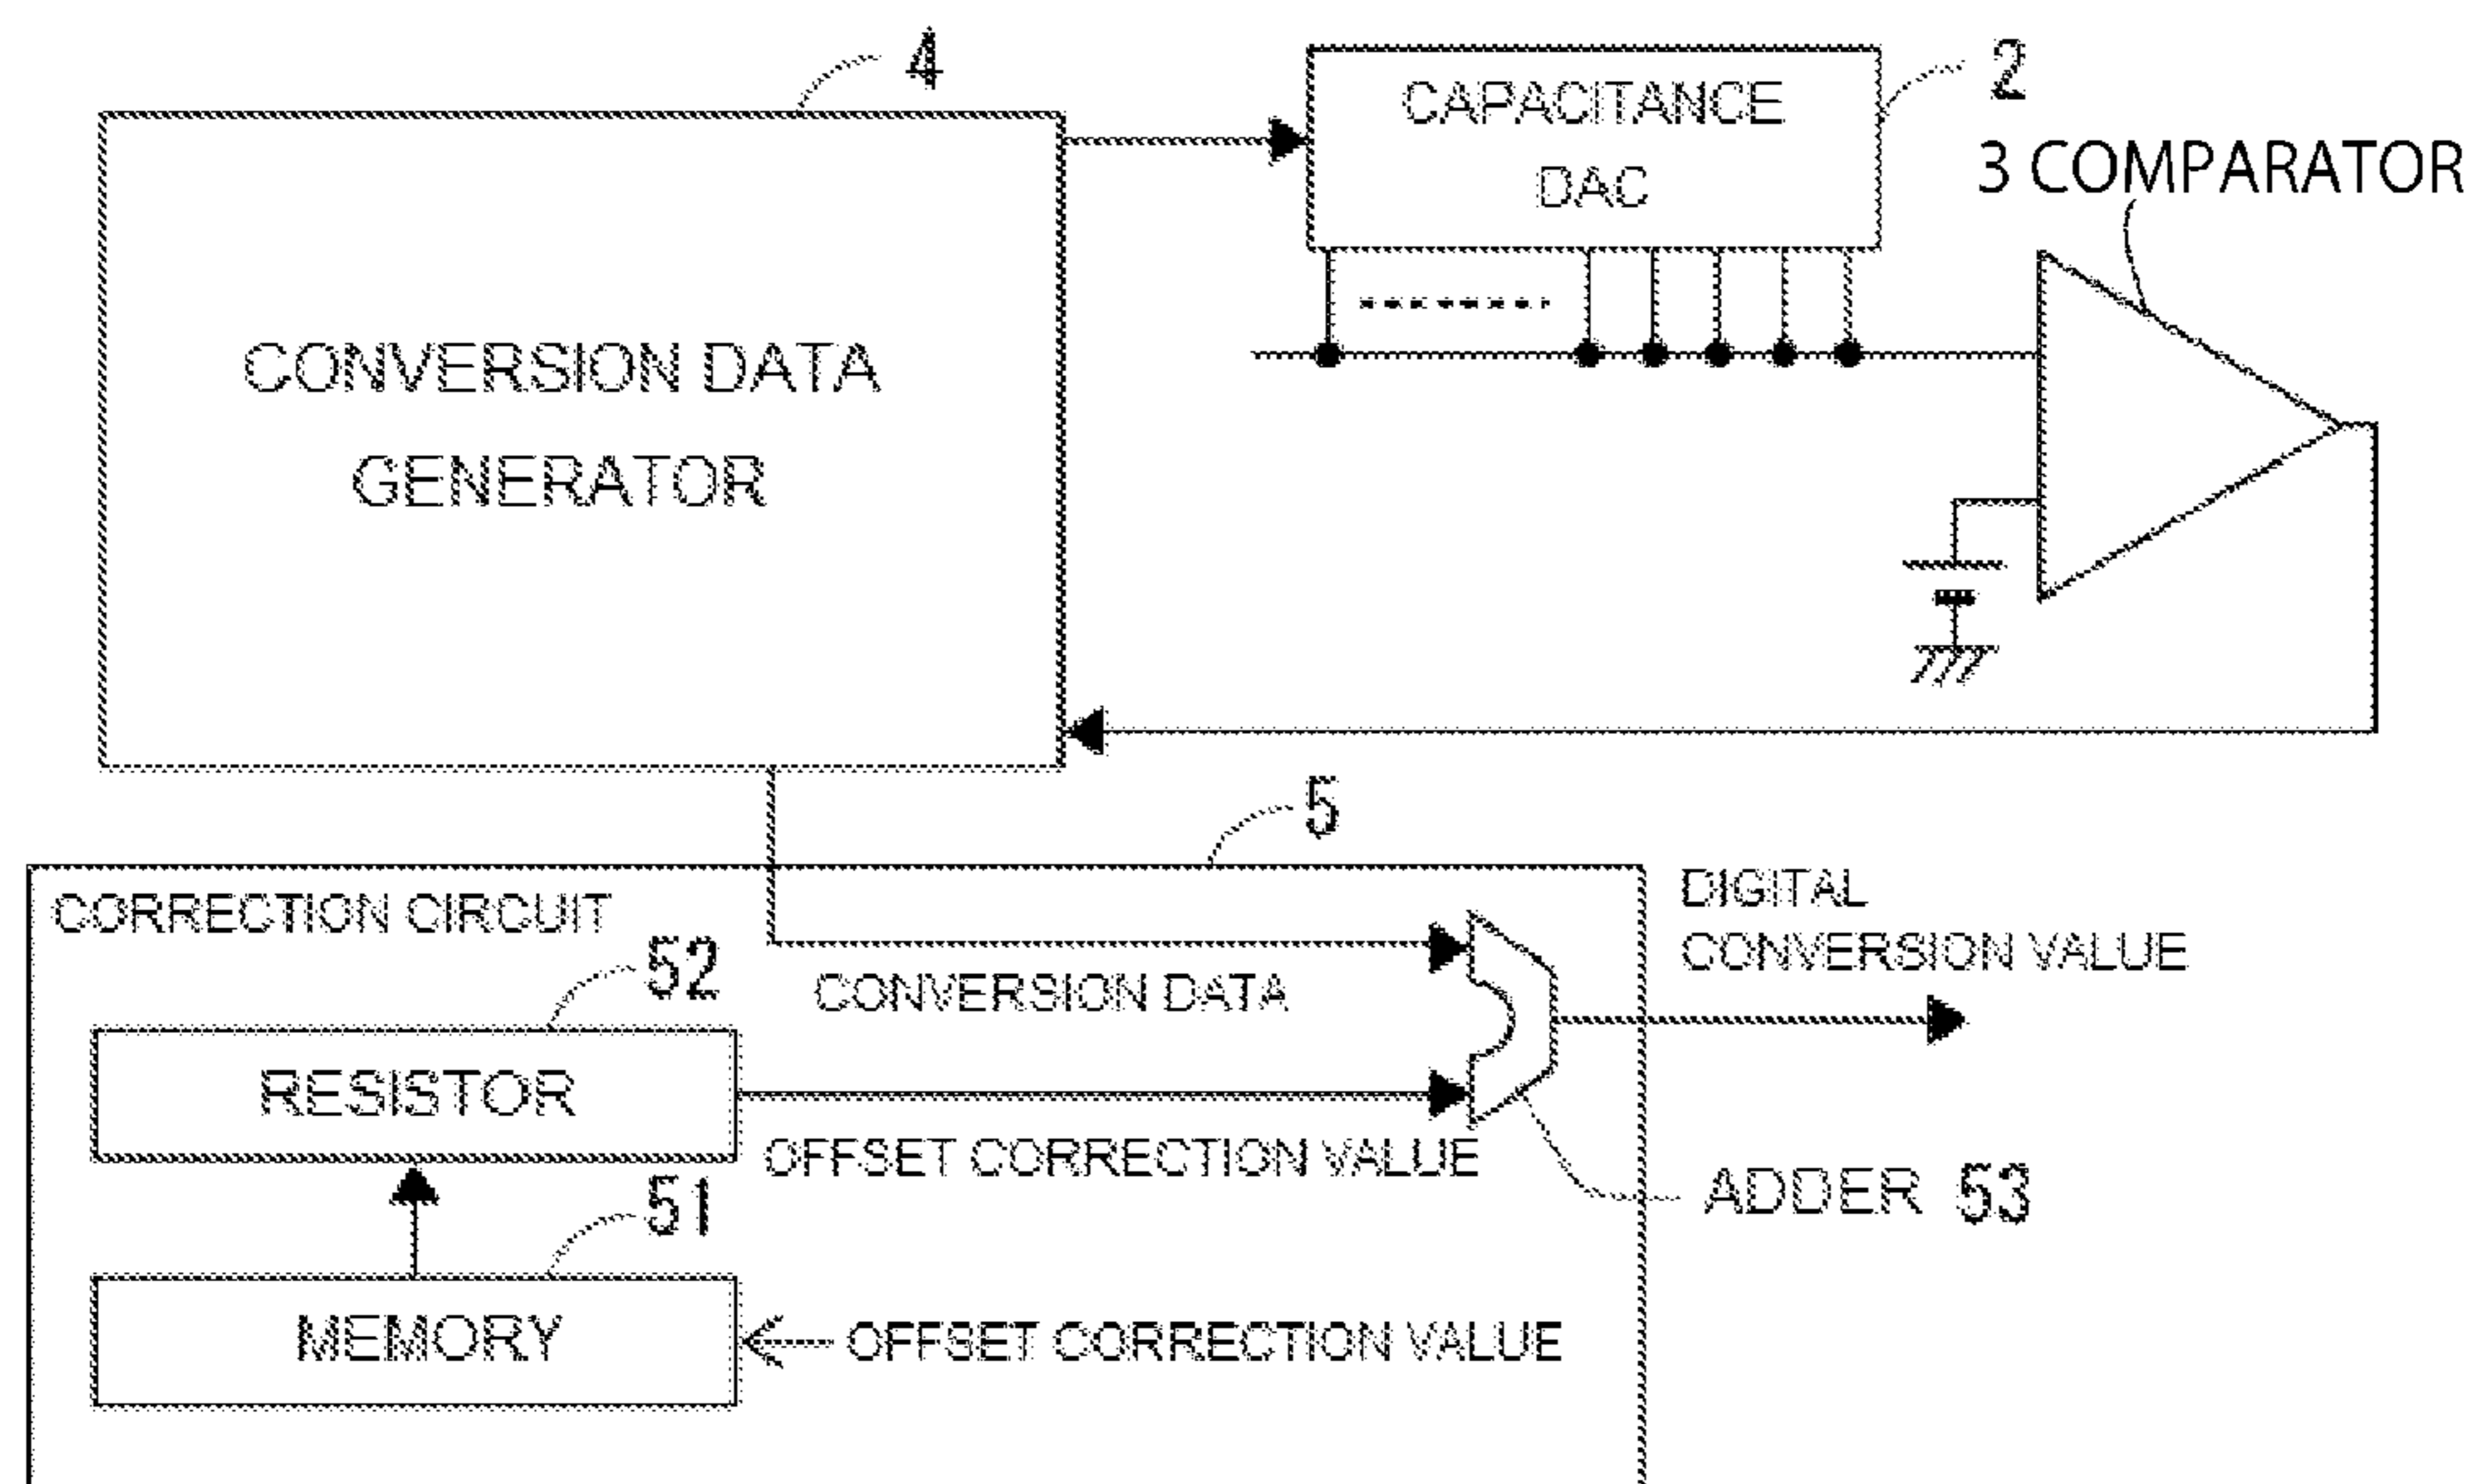 4
CAPACITANCE
DAC
2
3 COMPARATOR
CONVERSION DATA
GENERATOR
5
CORRECTION CIRCUIT
DIGITAL
CONVERSION VALUE
52
CONVERSION DATA
RESISTOR
OFFSET CORRECTION VALUE
51
ADDER 53
MEMORY
OFFSET CORRECTION VALUE